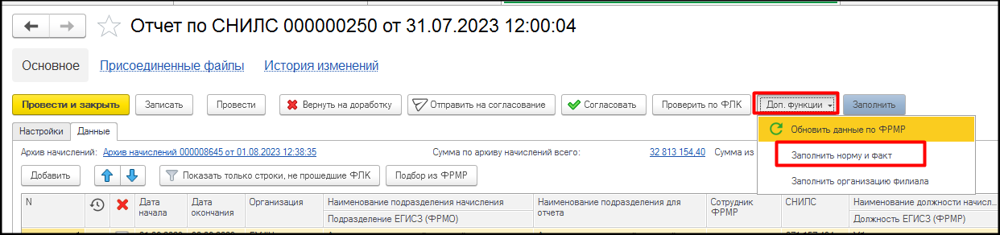 Отчет по СНИЛС 000000250 от 31.07.2023 12:00:04
Основное Присоединенные файлы История изменений
Провести и закрыть Записать Провести Вернуть на доработку Отправить на согласование Согласовать Проверить по ФЛК Доп. функции Заполнить
Настройки Данные
Обновить данные по ФРМР
Архив начислений: Архив начислений 000008645 от 01.08.2023 12:38:35 Сумма по архиву начислений всего: 32 813 154,40 Сумма из
Заполнить норму и факт
Добавить Показать только строки, не прошедшие ФЛК Подбор из ФРМР
Заполнить организацию филиала
N Дата начала Дата окончания Организация Наименование подразделения начисления Наименование подразделения для отчета Сотрудник ФРМР СНИЛС Наименование должности начисл...
Подразделение ЕГИСЗ (ФРМО) Должность ЕГИСЗ (ФРМР)